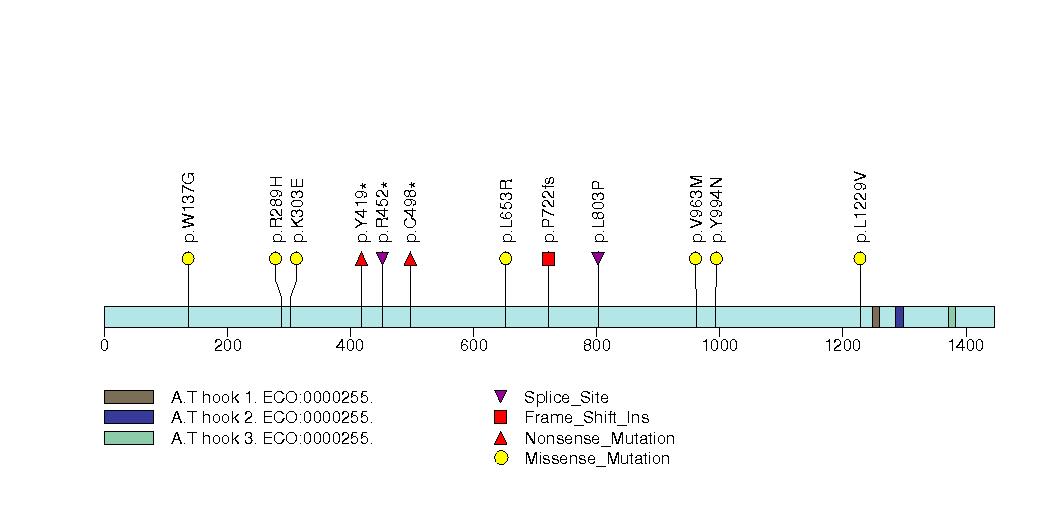 p.W137G
p.R289H
p.K303E
p.Y419*
p.R452*
p.C498*
p.L653R
p.P722fs
p.L803P
p.V963M
p.Y994N
p.L1229V
0 200 400 600 800 1000 1200 1400
A.T hook 1. ECO:0000255.
A.T hook 2. ECO:0000255.
A.T hook 3. ECO:0000255.
Splice_Site
Frame_Shift_Ins
Nonsense_Mutation
Missense_Mutation